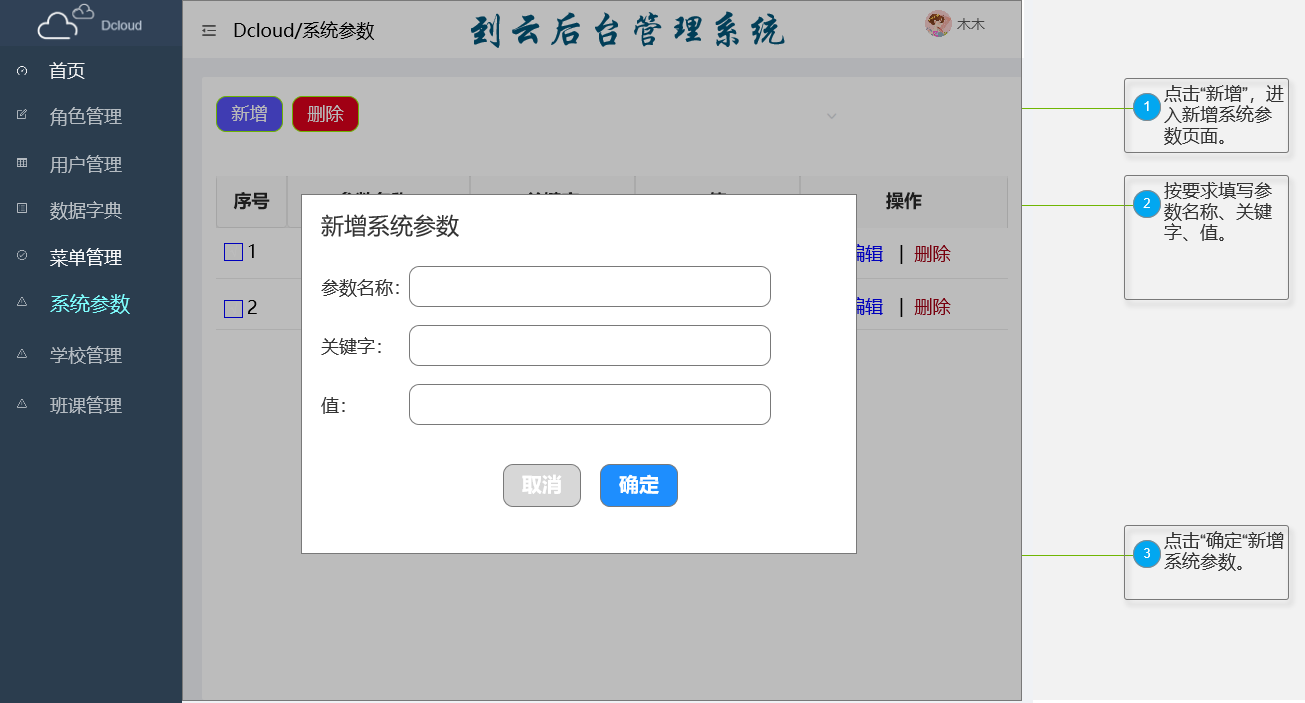 Dcloud
首页
角色管理
用户管理
数据字典
菜单管理
系统参数
学校管理
班课管理
Dcloud/系统参数
到云后台管理系统
木木
新增 删除
序号
操作
1
编辑 | 删除
2
编辑 | 删除
新增系统参数
参数名称：
关键字：
值：
取消 确定
1 点击“新增”，进
入新增系统参
数页面。
2 按要求填写参
数名称、关键
字、值。
3 点击“确定“新增
系统参数。